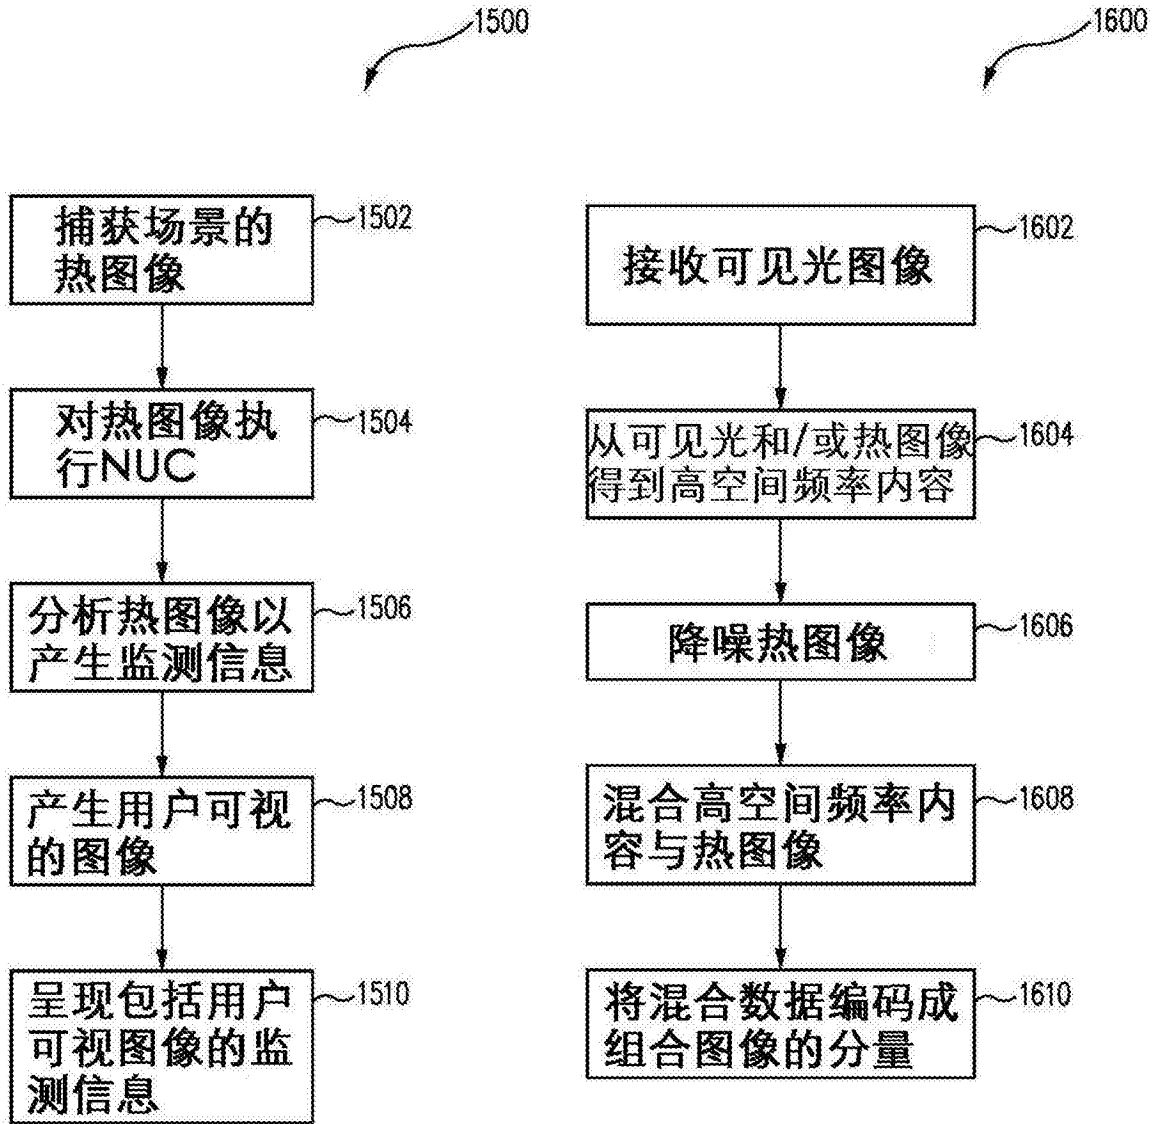 1500
捕获场景的
热图像
1502
对热图像执
行NUC
1504
分析热图像以
产生监测信息
1506
产生用户可视
的图像
1508
呈现包括用户
可视图像的监
测信息
1510
1600
接收可见光图像
1602
从可见光和/或热图像
得到高空间频率内容
1604
降噪热图像
1606
混合高空间频率内
容与热图像
1608
将混合数据编码成
组合图像的分量
1610